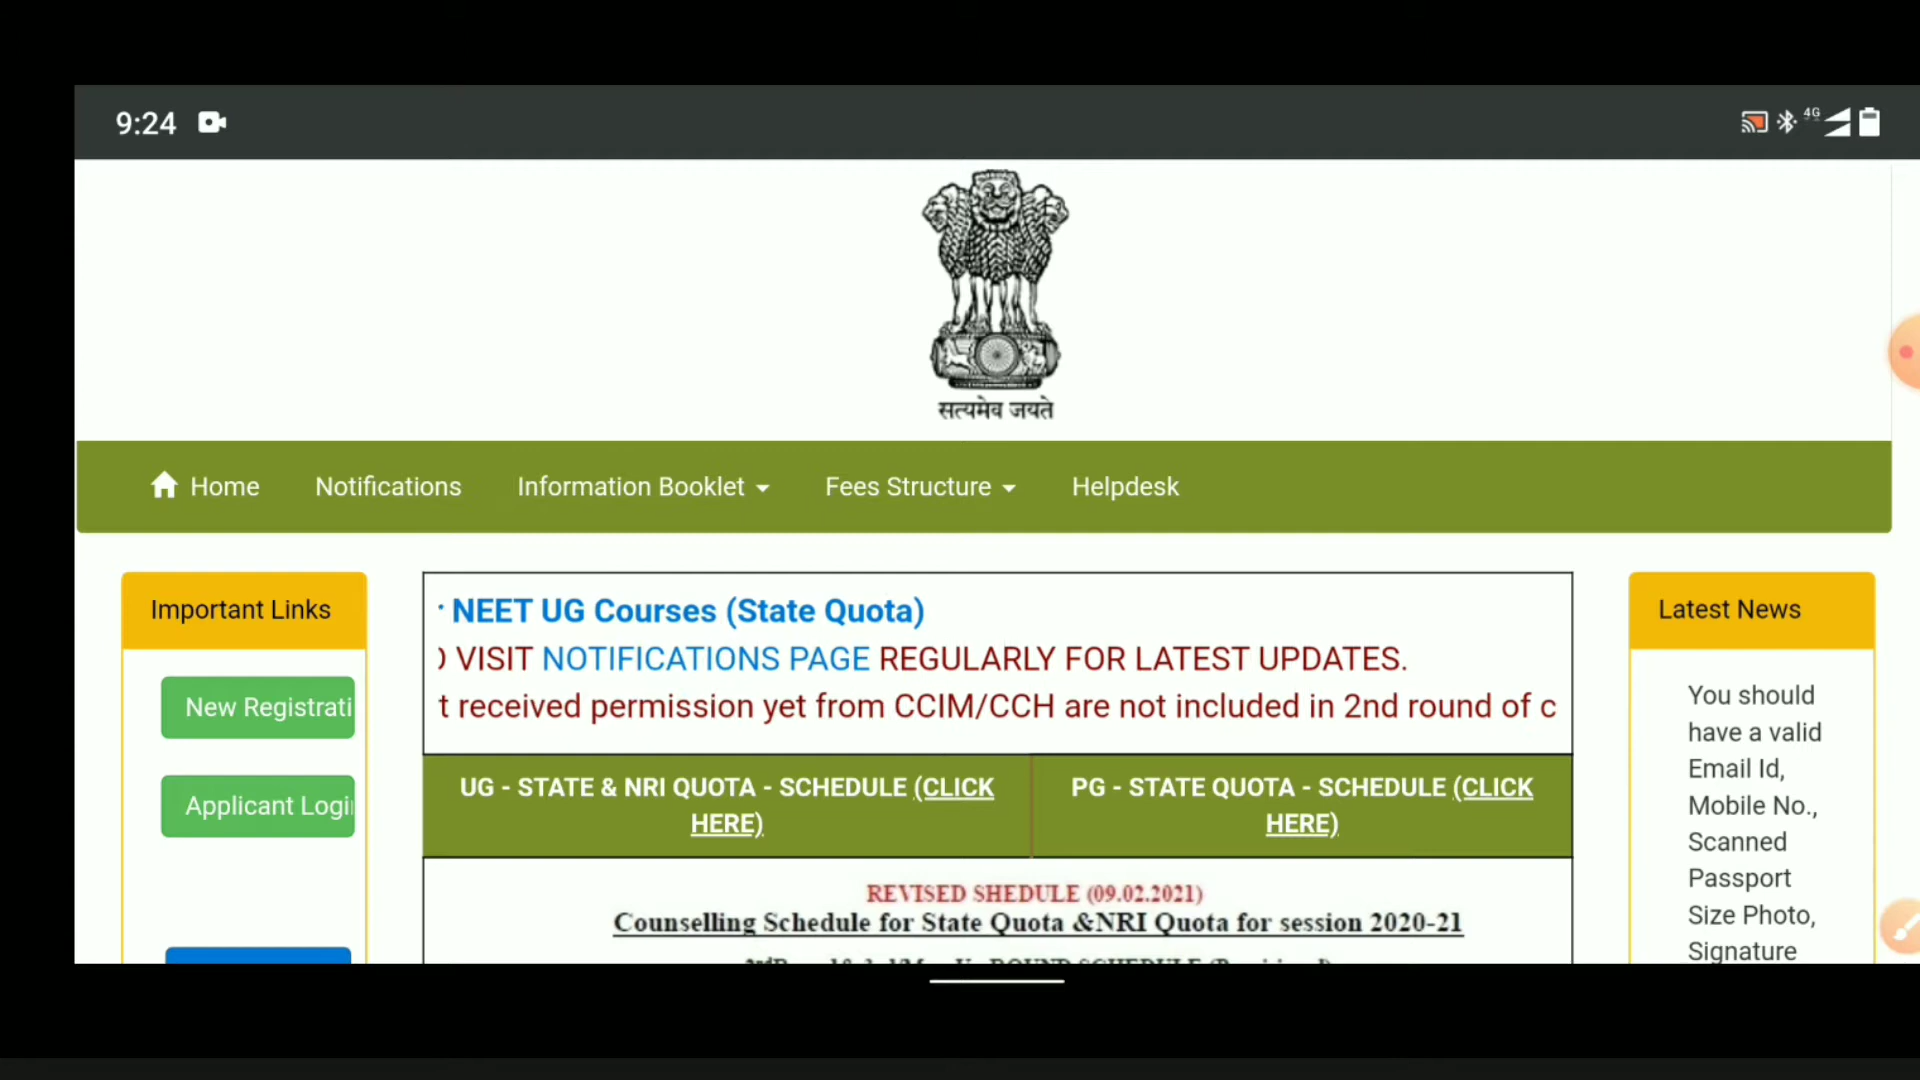 9:24
4G
सत्यमेव जयते
Home Notifications Information Booklet Fees Structure Helpdesk
Important Links
New Registrati
Applicant Logi
NEET UG Courses (State Quota)
VISIT NOTIFICATIONS PAGE REGULARLY FOR LATEST UPDATES.
t received permission yet from CCIM/CCH are not included in 2nd round of c
UG - STATE & NRI QUOTA - SCHEDULE (CLICK
HERE)
PG - STATE QUOTA - SCHEDULE (CLICK
HERE)
REVISED SHEDULE (09.02.2021)
Counselling Schedule for State Quota &NRI Quota for session 2020-21
Latest News
You should
have a valid
Email Id,
Mobile No.,
Scanned
Passport
Size Photo,
Signature